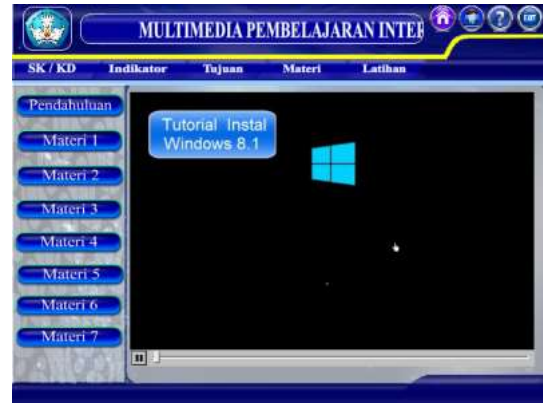 MULTIMEDIA PEMBELAJARAN INTER
SK / KD Indikator Tujuan Materi Latihan
Pendahuluan
Materi 1
Materi 2
Materi 3
Materi 4
Materi 5
Materi 6
Materi 7
Tutorial Instal
Windows 8.1